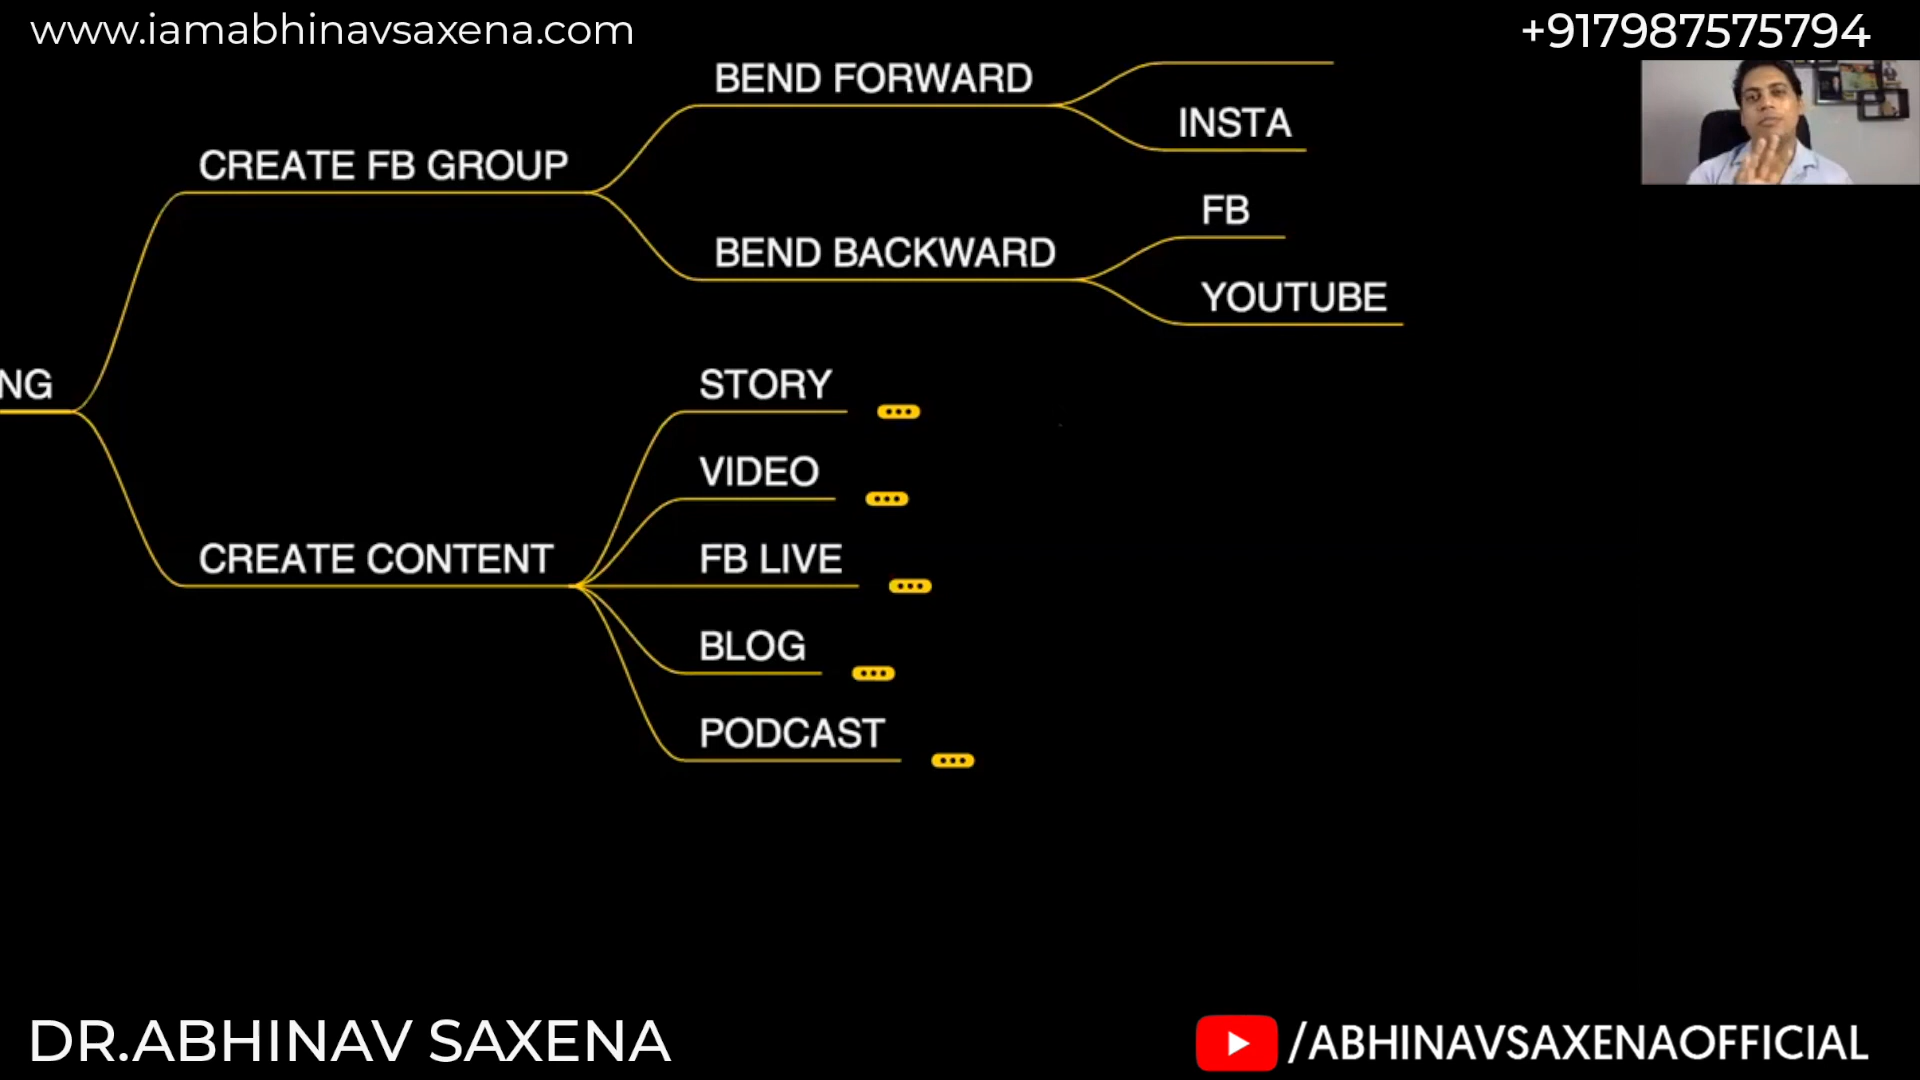 www.iamabhinavsaxena.com
+917987575794
BEND FORWARD
INSTA
CREATE FB GROUP
FB
BEND BACKWARD
YOUTUBE
NG
STORY
VIDEO
CREATE CONTENT
FB LIVE
BLOG
PODCAST
DR.ABHINAV SAXENA
/ABHINAVSAXENAOFFICIAL